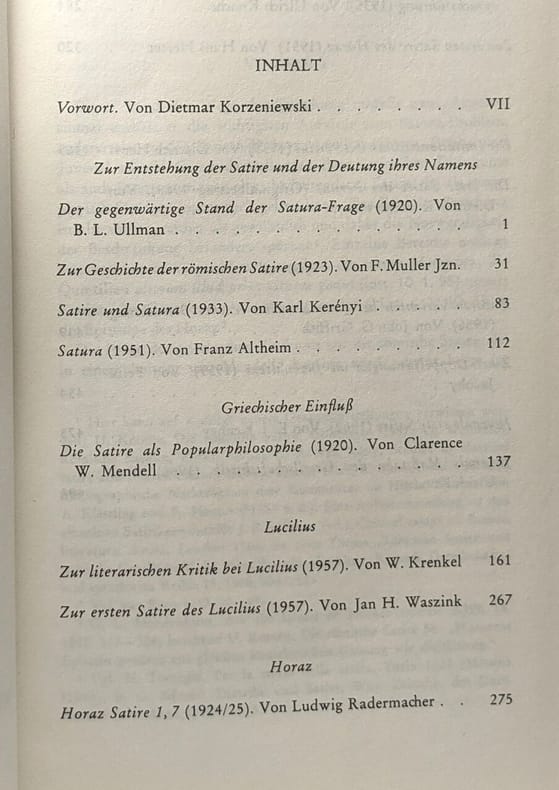 INHALT
Vorwort. Von Dietmar Korzeniewski . . . . . . . . VII
Zur Entstehung der Satire und der Deutung ihres Namens
Der gegenwärtige Stand der Satura-Frage (1920). Von
B. L. Ullman . . . . . . . . . . . . . . . 1
Zur Geschichte der römischen Satire (1923). Von F. Muller Jzn. 31
Satire und Satura (1933). Von Karl Kerényi . . . . . 83
Satura (1951). Von Franz Altheim . . . . . . . . . 112
Griechischer Einfluß
Die Satire als Popularphilosophie (1920). Von Clarence
W. Mendell . . . . . . . . . . . . . . . 137
Lucilius
Zur literarischen Kritik bei Lucilius (1957). Von W. Krenkel 161
Zur ersten Satire des Lucilius (1957). Von Jan H. Waszink 267
Horaz
Horaz Satire 1, 7 (1924/25). Von Ludwig Radermacher . . 275